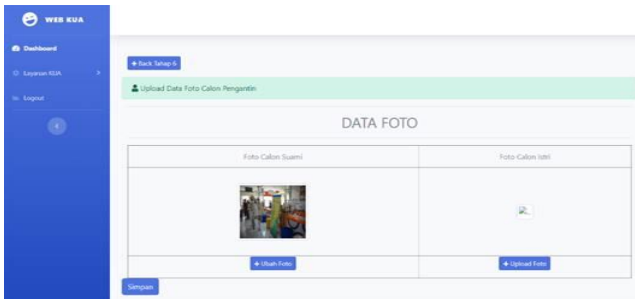 WEB KUA
Dashboard
Layanan KUA
Logout
+ Back Tahap 6
Upload Data Foto Calon Pengantin
DATA FOTO
Foto Calon Suami
Foto Calon Istri
+ Ubah Foto
+ Upload Foto
Simpan